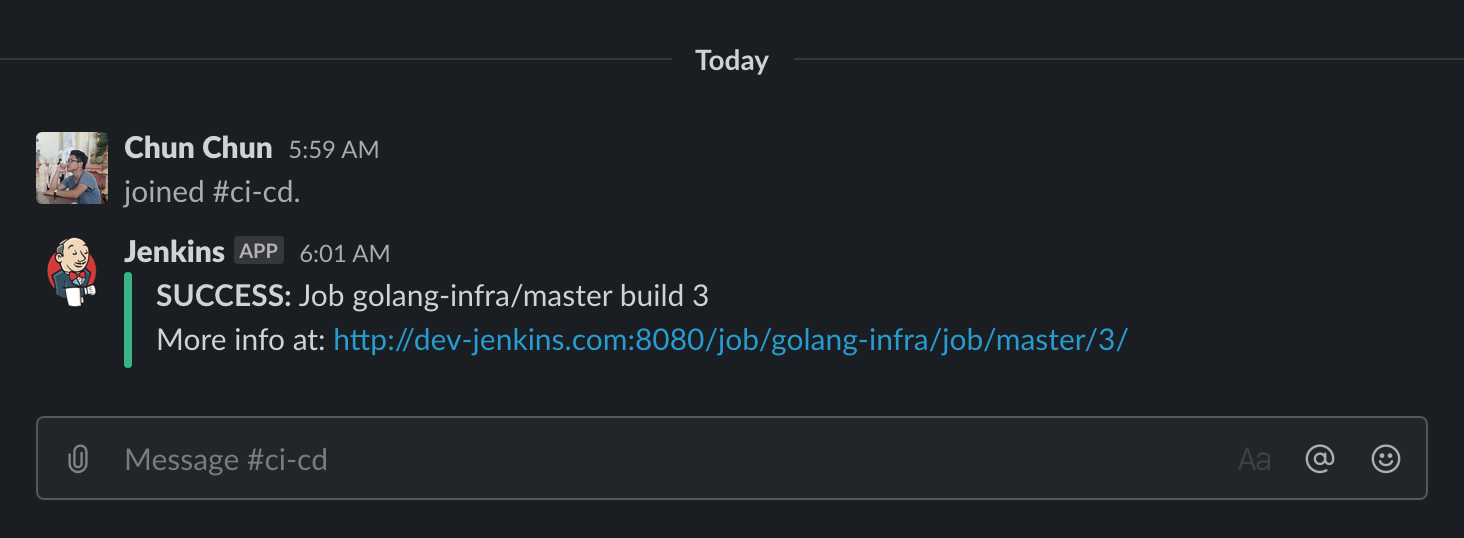 Today
Chun Chun 5:59 AM
joined #ci-cd.
Jenkins APP 6:01 AM
SUCCESS: Job golang-infra/master build 3
More info at: http://dev-jenkins.com:8080/job/golang-infra/job/master/3/
Message #ci-cd Aa @